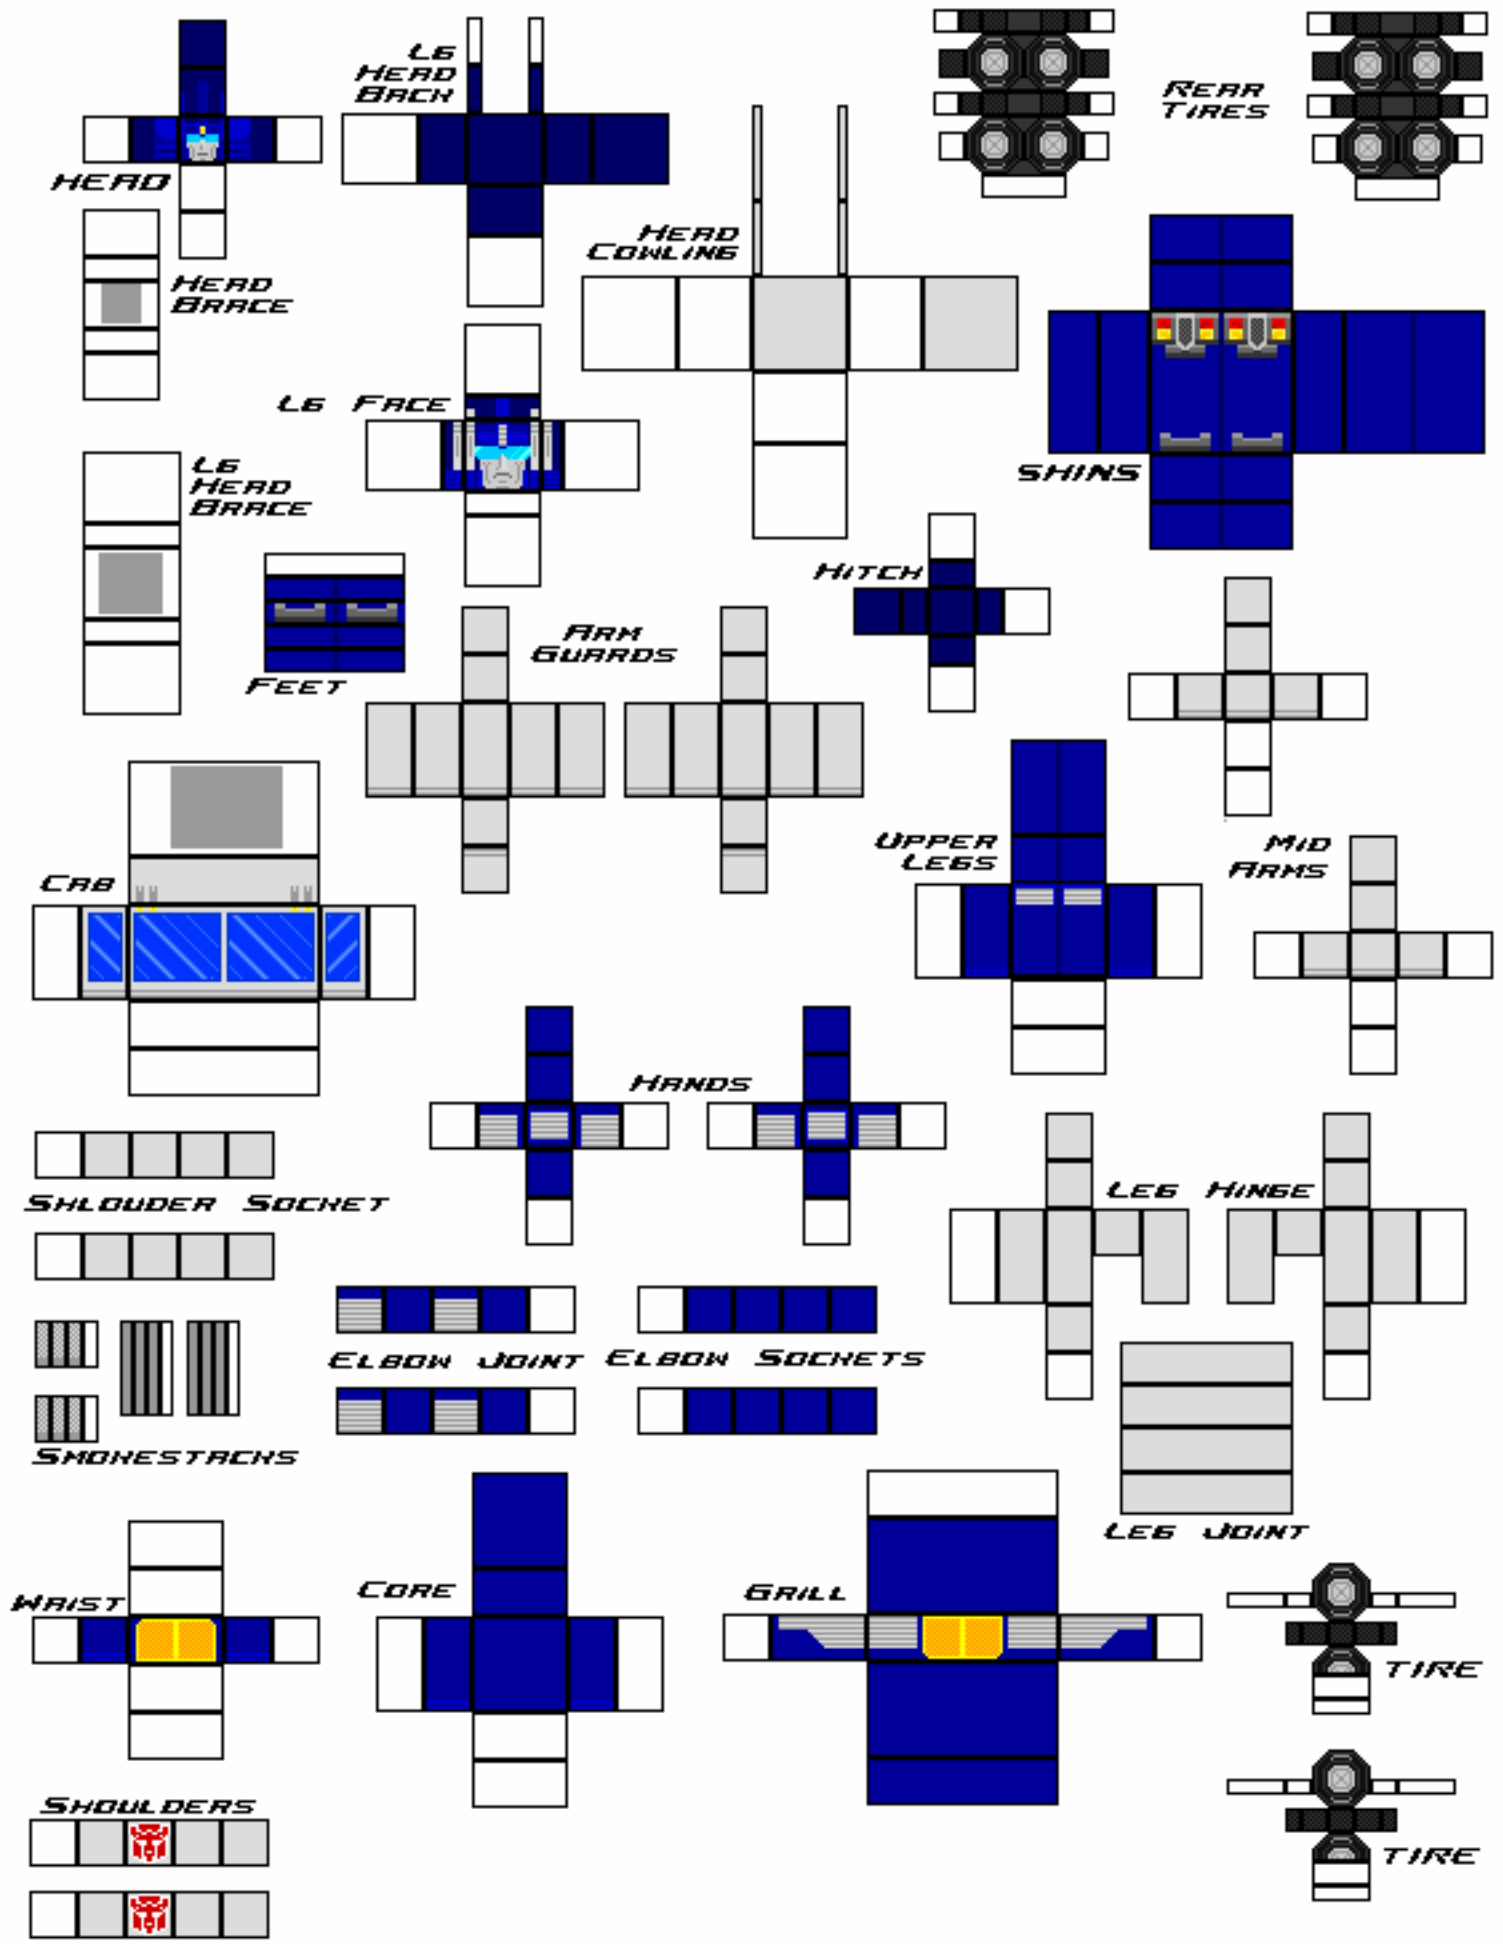 LG
HEAD
BACK
REAR
TIRES
HEAD
HEAD
COWLING
HEAD
BRACE
LG FACE
LG
HEAD
BRACE
SHINS
HITCH
ARM
GUARDS
FEET
UPPER
LEGS
MID
ARMS
CAB
HANDS
SHLOUDER SOCKET
LEG HINGE
ELBOW JOINT
ELBOW SOCKETS
SMOKESTACKS
LEG JOINT
WRIST
CORE
GRILL
TIRE
SHOULDERS
TIRE